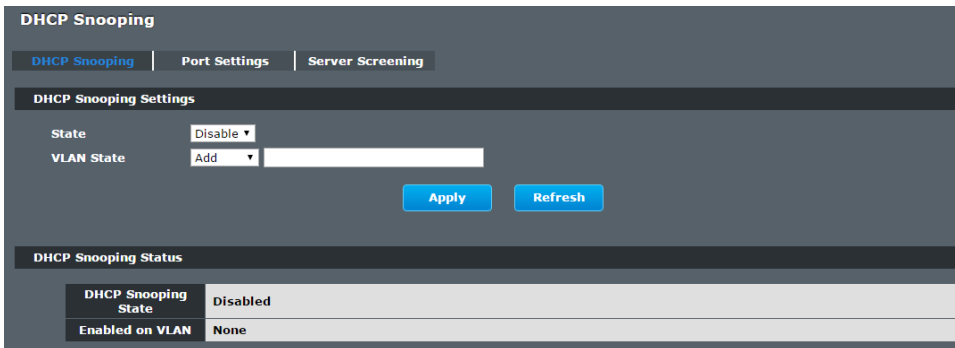 DHCP Snooping
DHCP Snooping Port Settings Server Screening
DHCP Snooping Settings
State Disable
VLAN State Add
Apply Refresh
DHCP Snooping Status
DHCP Snooping
State
Disabled
Enabled on VLAN None